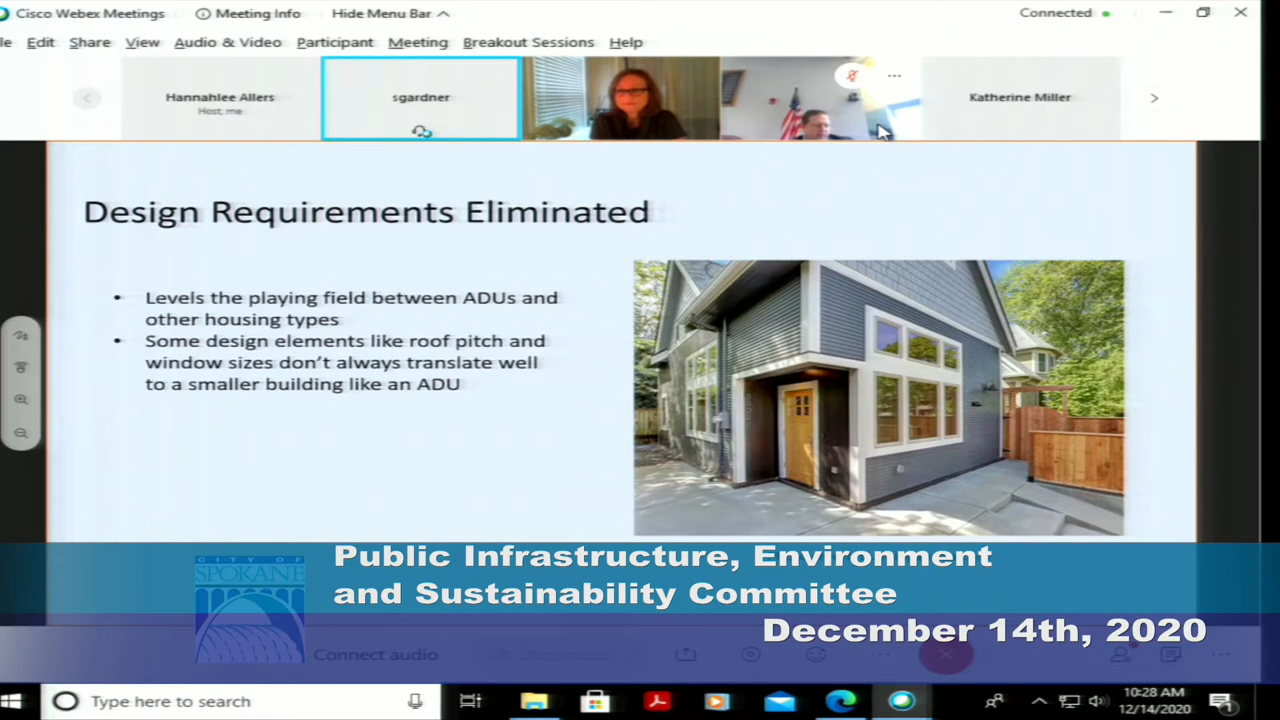 Cisco Webex Meetings
Meeting Info
Hide Menu Bar
Connected
Edit Share View Audio & Video Participant Meeting Breakout Sessions Help
Hannahlee Allers
Host, me
sgardner
Katherine Miller
Design Requirements Eliminated
• Levels the playing field between ADUs and
other housing types
• Some design elements like roof pitch and
window sizes don't always translate well
to a smaller building like an ADU
CITY OF
SPOKANE
Public Infrastructure, Environment
and Sustainability Committee
December 14th, 2020
Connect audio
Type here to search
10:28 AM
12/14/2020
1